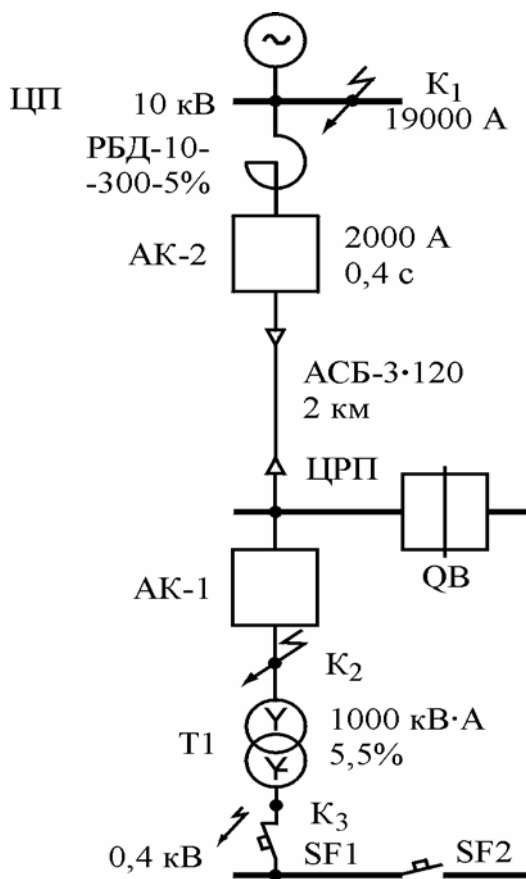 ЦП
10 кВ
К1
19000 А
РБД-10-
-300-5%
АК-2
2000 А
0,4 с
АСБ-3·120
2 км
ЦРП
QB
АК-1
К2
Т1
1000 кВ·А
5,5%
К3
0,4 кВ
SF1
SF2